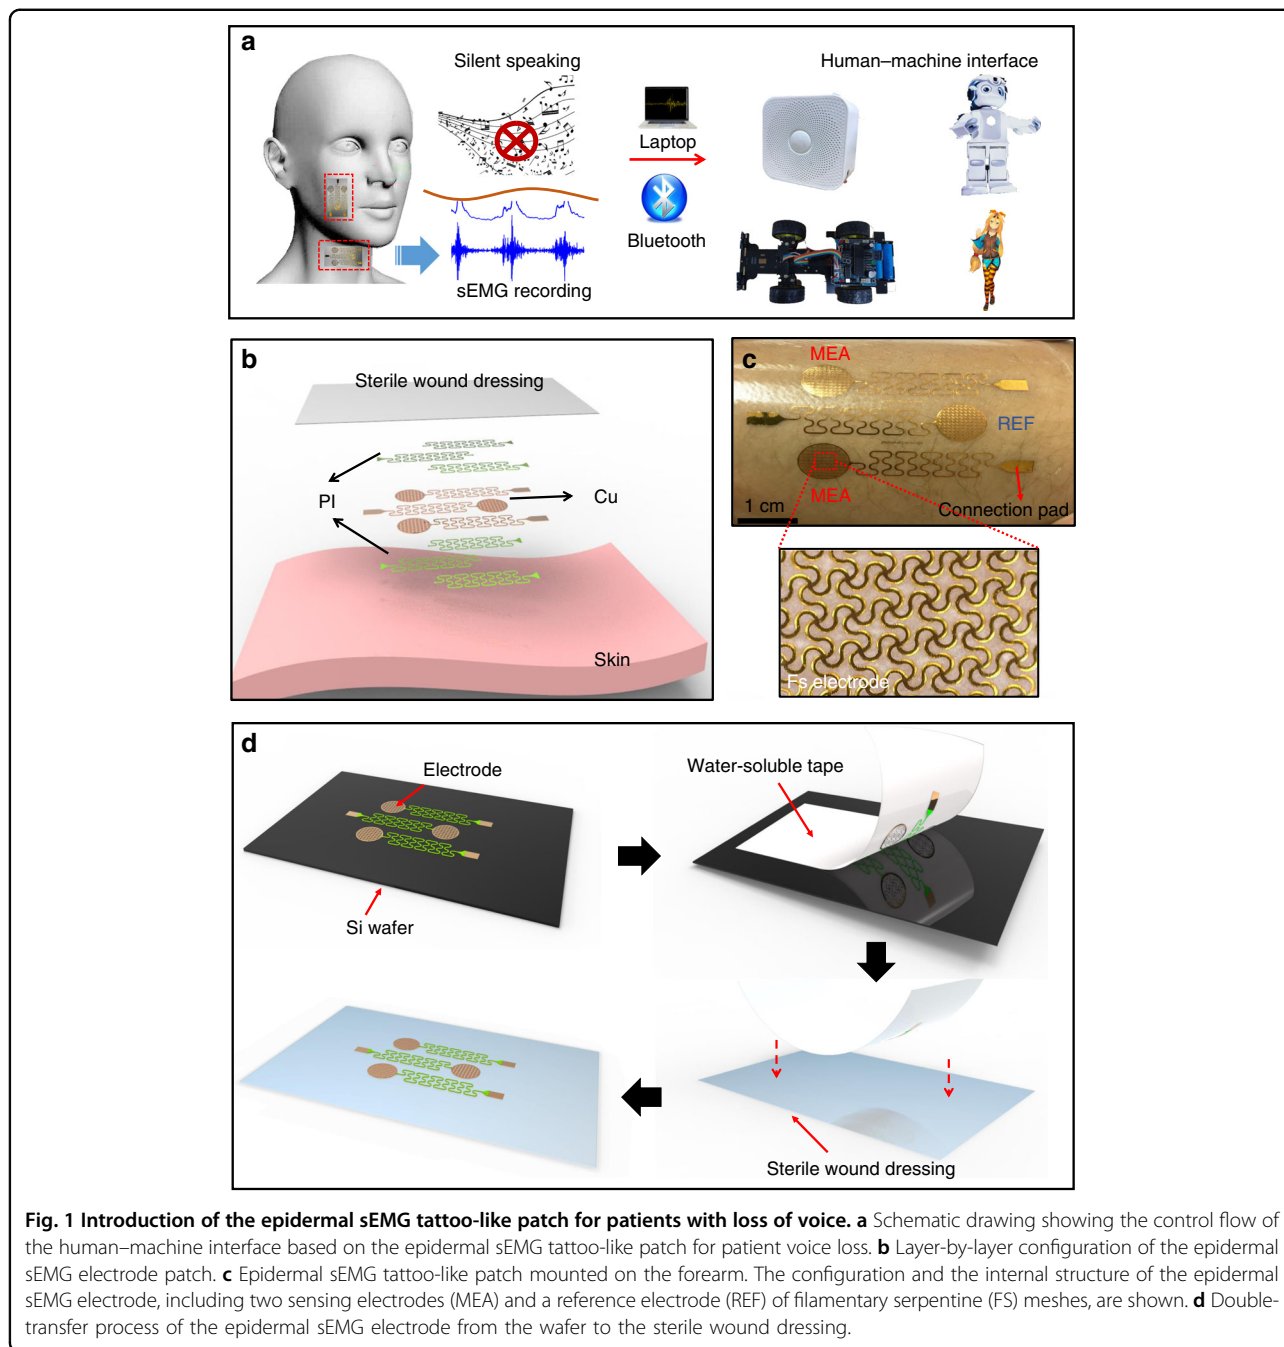 a
Silent speaking
Human–machine interface
Laptop
Bluetooth
sEMG recording
b
Sterile wound dressing
PI
Cu
Skin
c
MEA
REF
MEA
1 cm
Connection pad
Fs electrode
d
Electrode
Water-soluble tape
Si wafer
Sterile wound dressing
Fig. 1 Introduction of the epidermal sEMG tattoo-like patch for patients with loss of voice. a Schematic drawing showing the control flow of
the human–machine interface based on the epidermal sEMG tattoo-like patch for patient voice loss. b Layer-by-layer configuration of the epidermal
sEMG electrode patch. c Epidermal sEMG tattoo-like patch mounted on the forearm. The configuration and the internal structure of the epidermal
sEMG electrode, including two sensing electrodes (MEA) and a reference electrode (REF) of filamentary serpentine (FS) meshes, are shown. d Double-
transfer process of the epidermal sEMG electrode from the wafer to the sterile wound dressing.